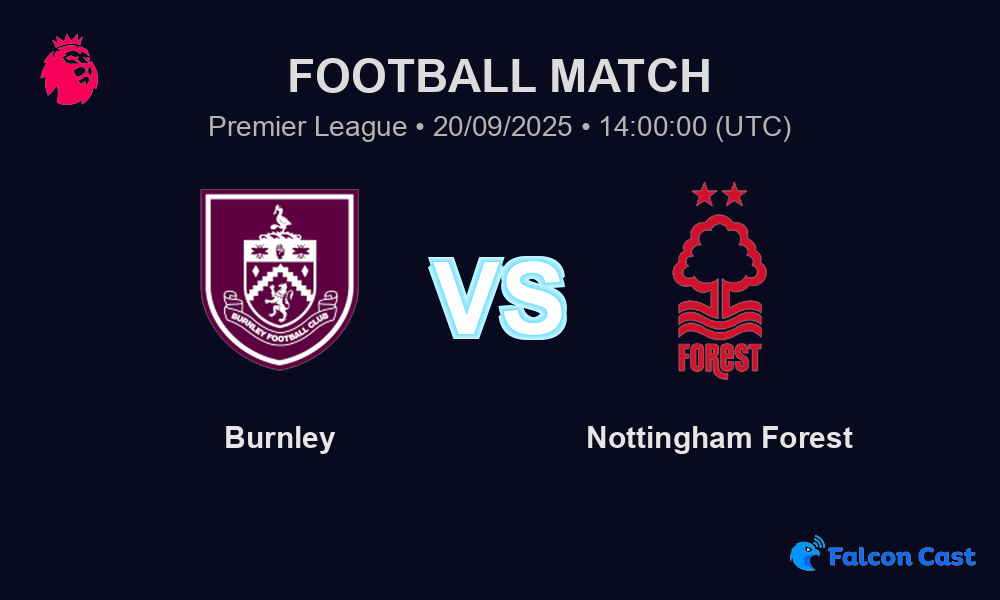 FOOTBALL MATCH
Premier League • 20/09/2025 • 14:00:00 (UTC)
BURNLEY FOOTBALL CLUB
VS
FOREST
Burnley
Nottingham Forest
Falcon Cast